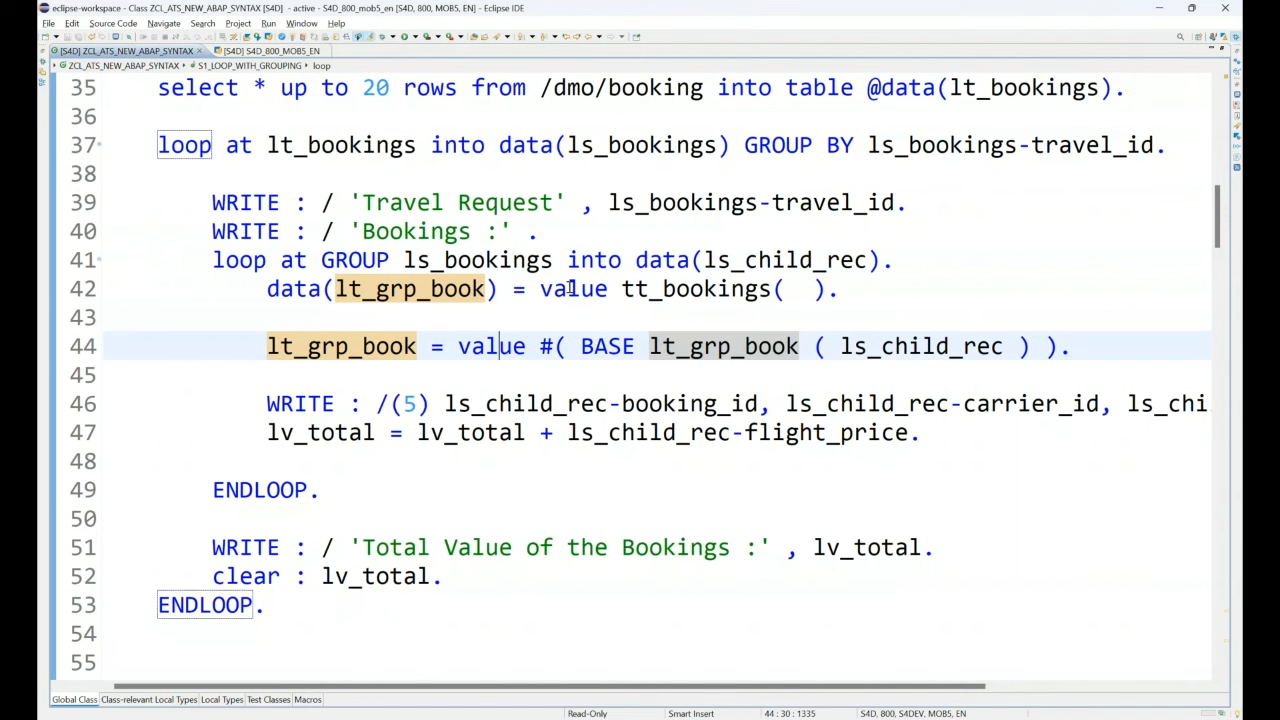 eclipse-workspace - Class ZCL_ATS_NEW_ABAP_SYNTAX [S4D] - active - S4D_800_mob5_en [S4D, 800, MOB5, EN] - Eclipse IDE
File Edit Source Code Navigate Search Project Run Window Help
[S4D] ZCL_ATS_NEW_ABAP_SYNTAX [S4D] S4D_800_MOB5_EN
ZCL_ATS_NEW_ABAP_SYNTAX S1_LOOP_WITH_GROUPING loop
35 select * up to 20 rows from /dmo/booking into table @data(lt_bookings).
36
37 loop at lt_bookings into data(ls_bookings) GROUP BY ls_bookings-travel_id.
38
39 WRITE : / 'Travel Request' , ls_bookings-travel_id.
40 WRITE : / 'Bookings :' .
41 loop at GROUP ls_bookings into data(ls_child_rec).
42 data(lt_grp_book) = value tt_bookings( ).
43
44 lt_grp_book = value #( BASE lt_grp_book ( ls_child_rec ) ).
45
46 WRITE : /(5) ls_child_rec-booking_id, ls_child_rec-carrier_id, ls_chi
47 lv_total = lv_total + ls_child_rec-flight_price.
48
49 ENDLOOP.
50
51 WRITE : / 'Total Value of the Bookings :' , lv_total.
52 clear : lv_total.
53 ENDLOOP.
54
55
Global Class Class-relevant Local Types Local Types Test Classes Macros
Read-Only Smart Insert 44 : 30 : 1335 S4D, 800, S4DEV, MOB5, EN